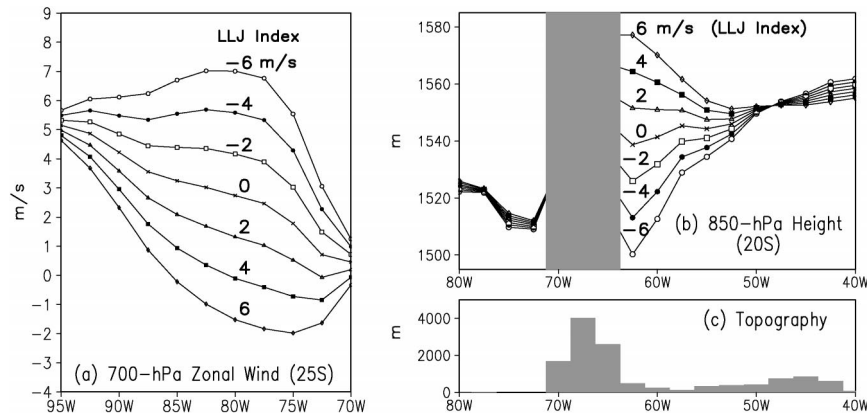 9
8
7
6
5
4
3
2
1
0
−1
−2
−3
−4
m/s
LLJ Index
−6 m/s
−4
−2
0
2
4
6
(a) 700−hPa Zonal Wind (25S)
95W 90W 85W 80W 75W 70W
1580
1560
1540
1520
1500
m
6 m/s (LLJ Index)
4
2
0
−2
−4
−6
(b) 850−hPa Height
(20S)
80W 70W 60W 50W 40W
4000
2000
0
m
(c) Topography
80W 70W 60W 50W 40W